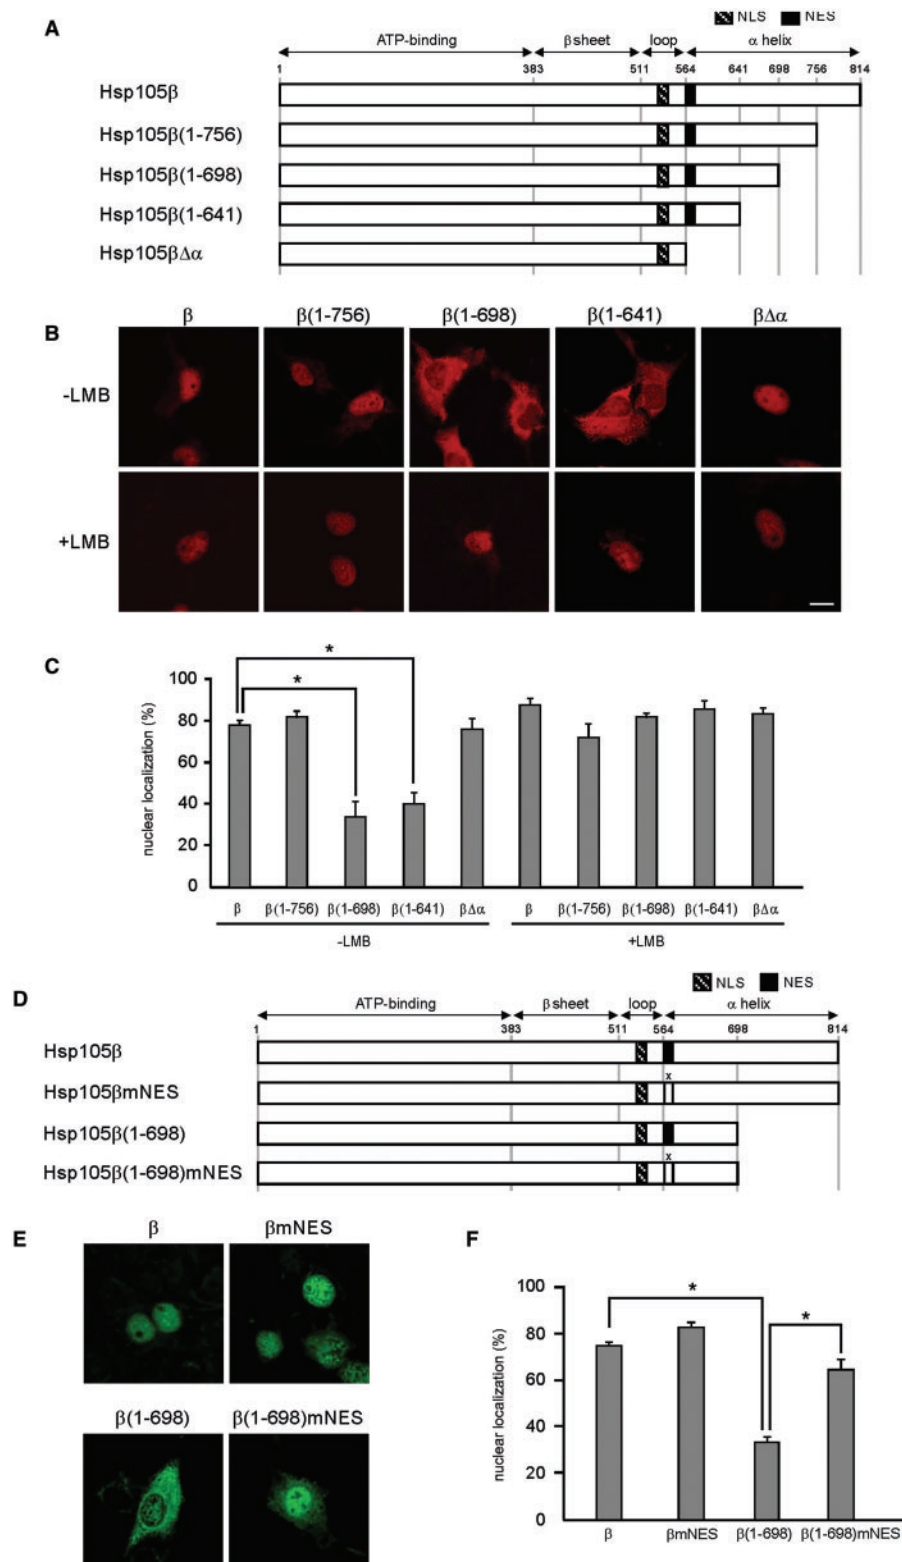 A
NLS NES
ATP-binding β sheet loop α helix
1 383 511 564 641 698 756 814
Hsp105β
Hsp105β(1-756)
Hsp105β(1-698)
Hsp105β(1-641)
Hsp105βΔα
B
β β(1-756) β(1-698) β(1-641) βΔα
-LMB
+LMB
C
* 
*
nuclear localization (%)
100
80
60
40
20
0
β β(1-756) β(1-698) β(1-641) βΔα β β(1-756) β(1-698) β(1-641) βΔα
-LMB +LMB
D
NLS NES
ATP-binding β sheet loop α helix
1 383 511 564 698 814
Hsp105β
x
Hsp105βmNES
Hsp105β(1-698)
x
Hsp105β(1-698)mNES
E
β βmNES
β(1-698) β(1-698)mNES
F
* *
nuclear localization (%)
100
80
60
40
20
0
β βmNES β(1-698) β(1-698)mNES